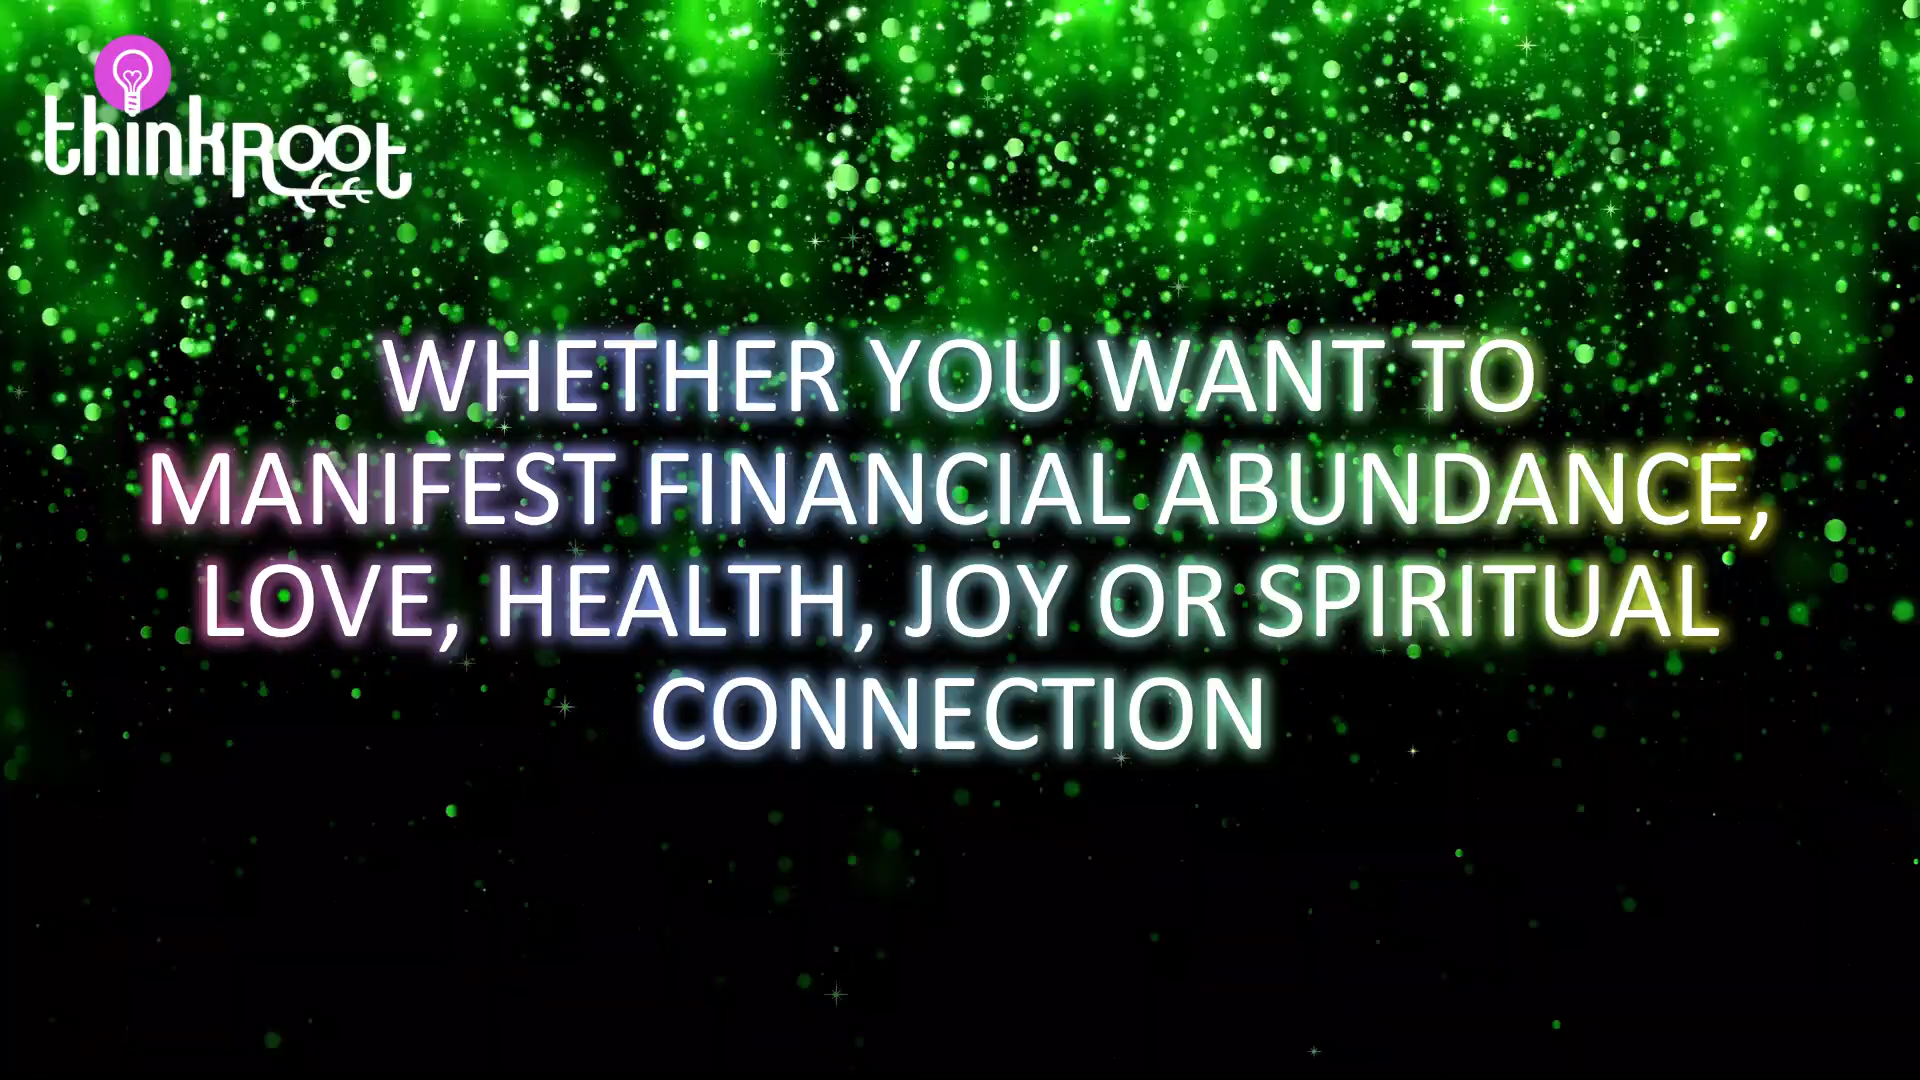 thinkRoot
WHETHER YOU WANT TO
MANIFEST FINANCIAL ABUNDANCE,
LOVE, HEALTH, JOY OR SPIRITUAL
CONNECTION